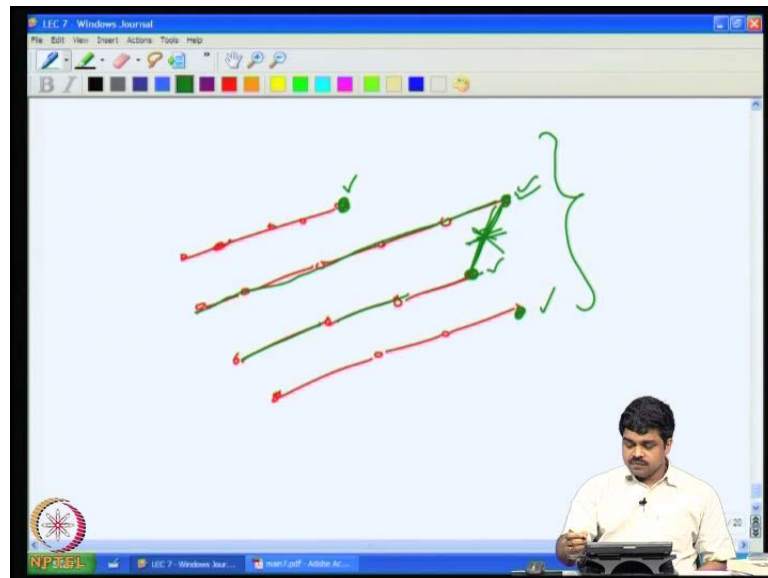 LEC 7 - Windows Journal
File Edit View Insert Actions Tools Help
B I
/ 20
NPTEL
LEC 7 - Windows Jour...
main7.pdf - Adobe Ac...